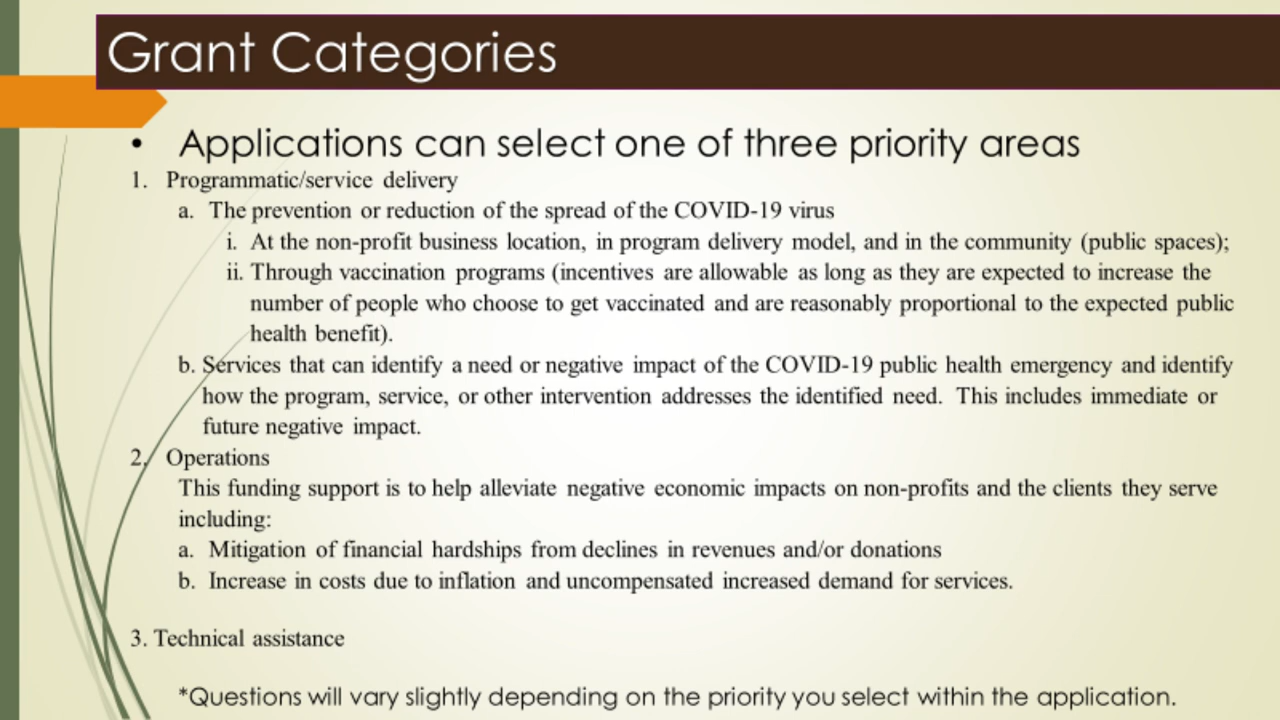 Grant Categories
• Applications can select one of three priority areas
1. Programmatic/service delivery
a. The prevention or reduction of the spread of the COVID-19 virus
i. At the non-profit business location, in program delivery model, and in the community (public spaces);
ii. Through vaccination programs (incentives are allowable as long as they are expected to increase the
number of people who choose to get vaccinated and are reasonably proportional to the expected public
health benefit).
b. Services that can identify a need or negative impact of the COVID-19 public health emergency and identify
how the program, service, or other intervention addresses the identified need. This includes immediate or
future negative impact.
2. Operations
This funding support is to help alleviate negative economic impacts on non-profits and the clients they serve
including:
a. Mitigation of financial hardships from declines in revenues and/or donations
b. Increase in costs due to inflation and uncompensated increased demand for services.
3. Technical assistance
*Questions will vary slightly depending on the priority you select within the application.